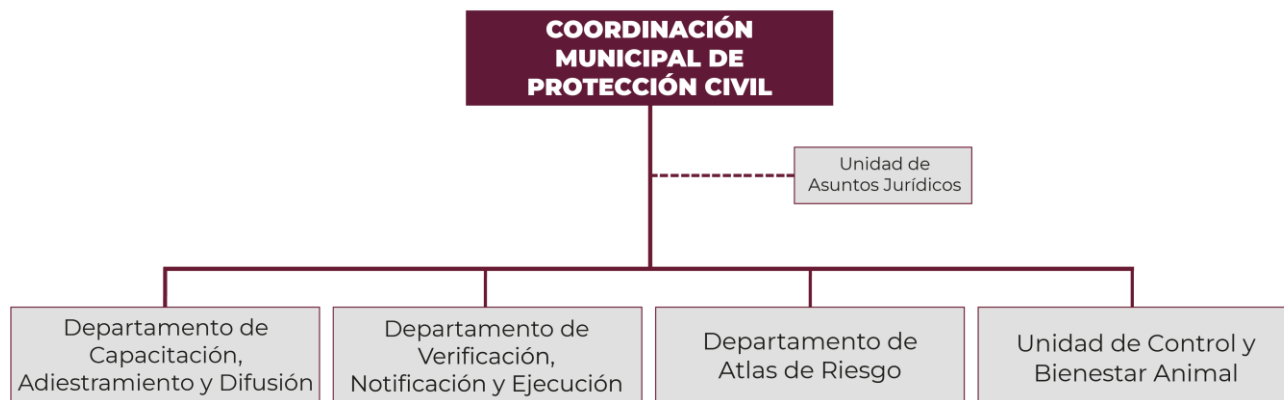 COORDINACIÓN
MUNICIPAL DE
PROTECCIÓN CIVIL
Unidad de
Asuntos Jurídicos
Departamento de
Capacitación,
Adiestramiento y Difusión
Departamento de
Verificación,
Notificación y Ejecución
Departamento de
Atlas de Riesgo
Unidad de Control y
Bienestar Animal